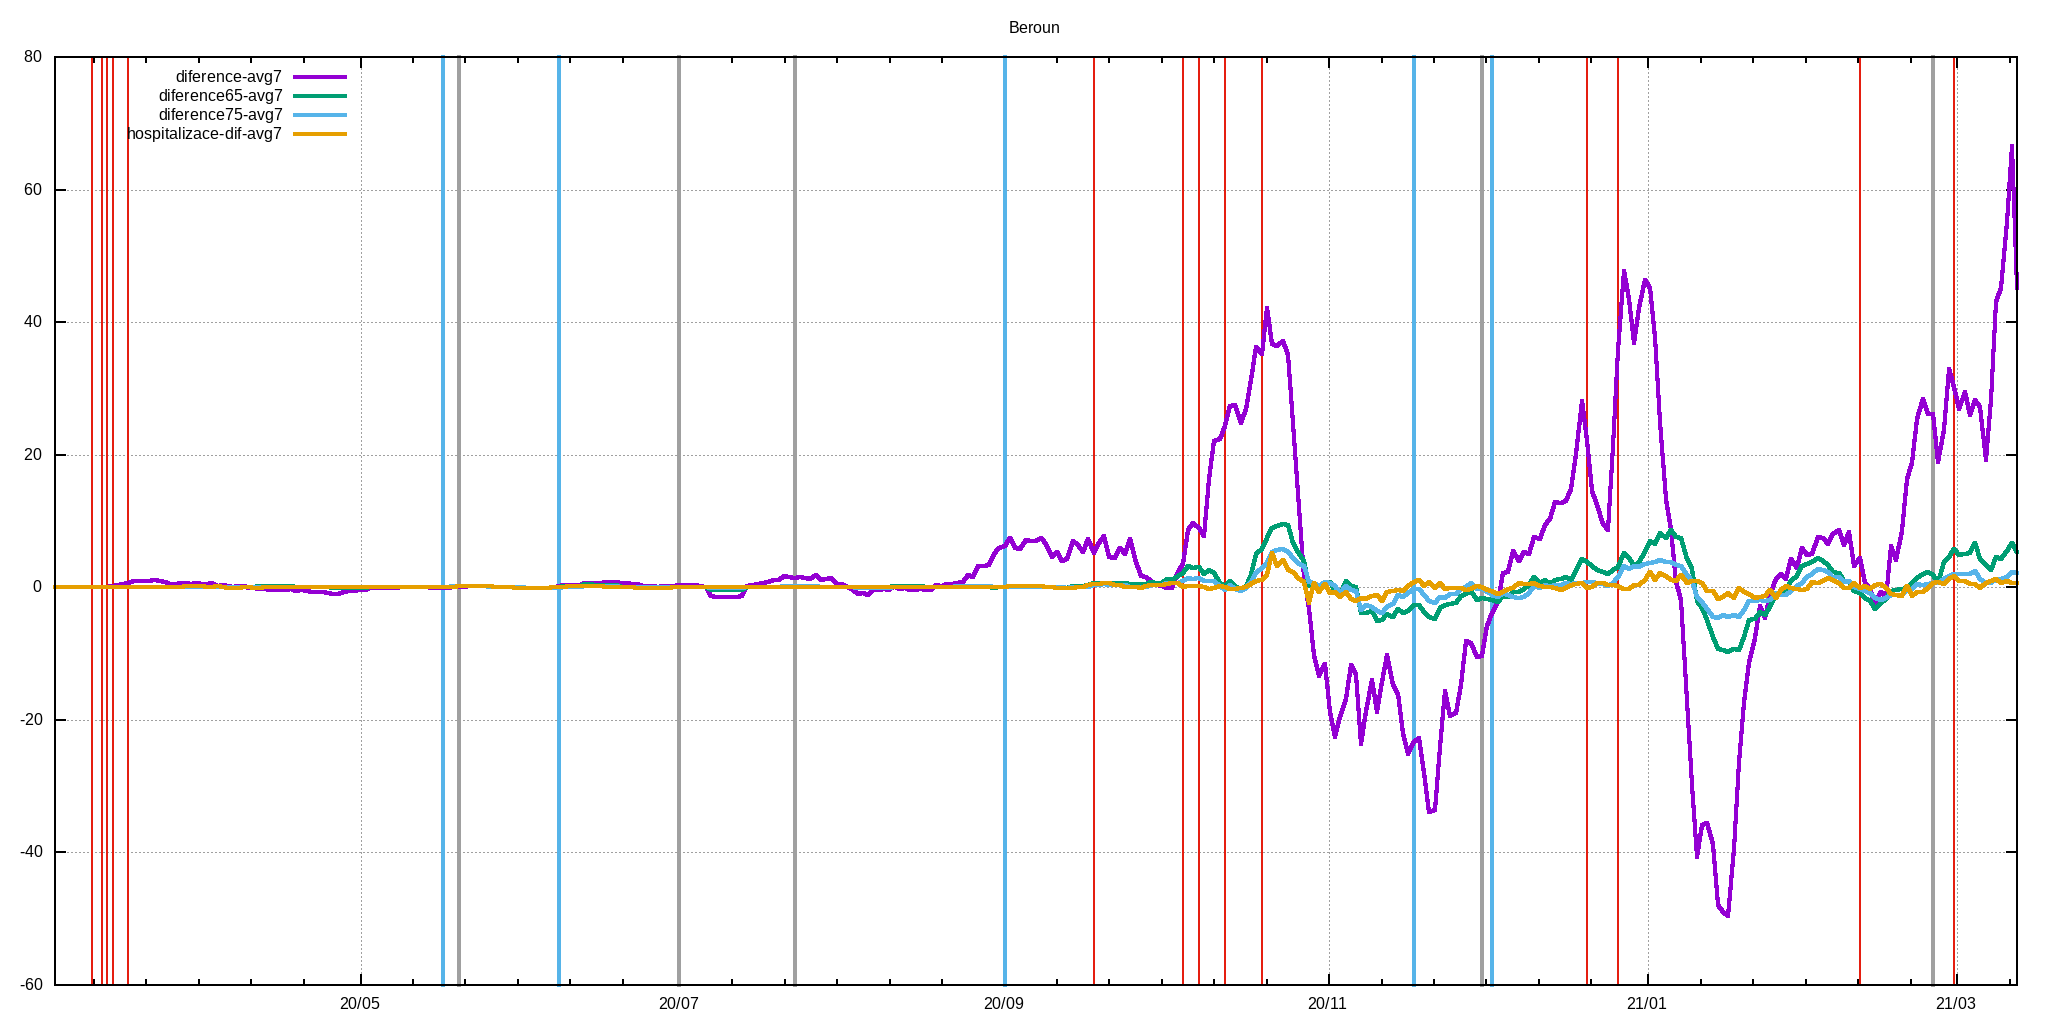 Beroun
80
60
40
20
0
-20
-40
-60
diference-avg7
diference65-avg7
diference75-avg7
hospitalizace-dif-avg7
20/05
20/07
20/09
20/11
21/01
21/03